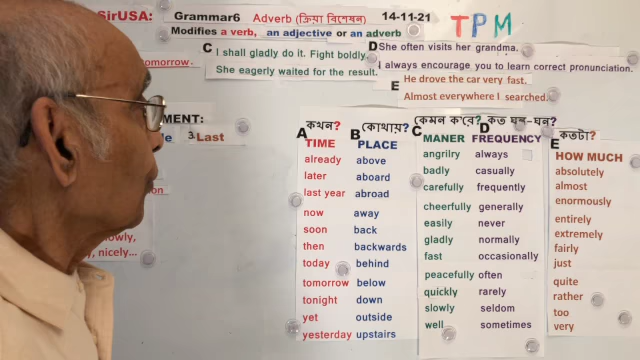 SirUSA: Grammar6 Adverb (ক্রিয়া বিশেষন) 14-11-21
TPM
Modifies a verb, an adjective or an adverb
C I shall gladly do it. Fight boldly.
She eagerly waited for the result.
D She often visits her grandma.
I always encourage you to learn correct pronunciation.
E He drove the car very fast.
Almost everywhere I searched.
tomorrow.
MENT:
3 Last
owly,
, nicely...
কখন?
A TIME
already
later
last year
now
soon
then
today
tomorrow
tonight
yet
yesterday
কোথায়?
B PLACE
above
aboard
abroad
away
back
backwards
behind
below
down
outside
upstairs
কেমন ক'রে?
C MANER
angrilry
badly
carefully
cheerfully
easily
gladly
fast
peacefully
quickly
slowly
well
কত ঘন-ঘন?
D FREQUENCY
always
casually
frequently
generally
never
normally
occasionally
often
rarely
seldom
sometimes
কতটা?
E HOW MUCH
absolutely
almost
enormously
entirely
extremely
fairly
just
quite
rather
too
very